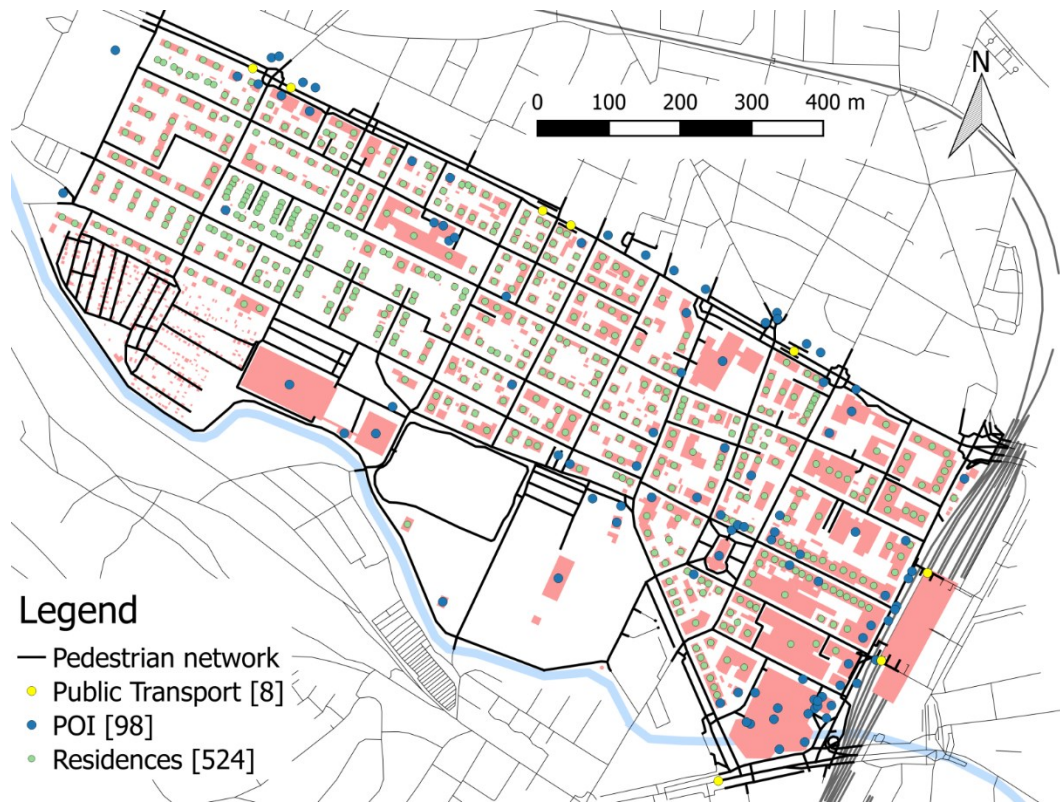 N
0 100 200 300 400 m
Legend
Pedestrian network
Public Transport [8]
POI [98]
Residences [524]